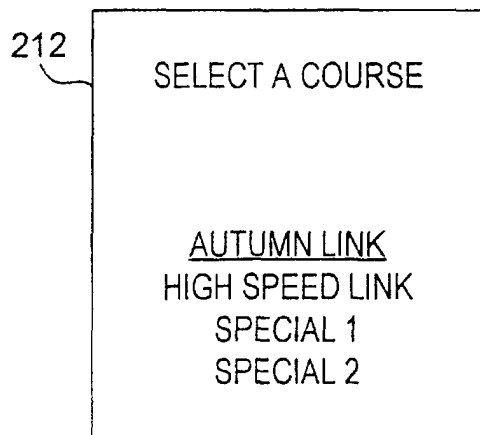 212
SELECT A COURSE
AUTUMN LINK
HIGH SPEED LINK
SPECIAL 1
SPECIAL 2